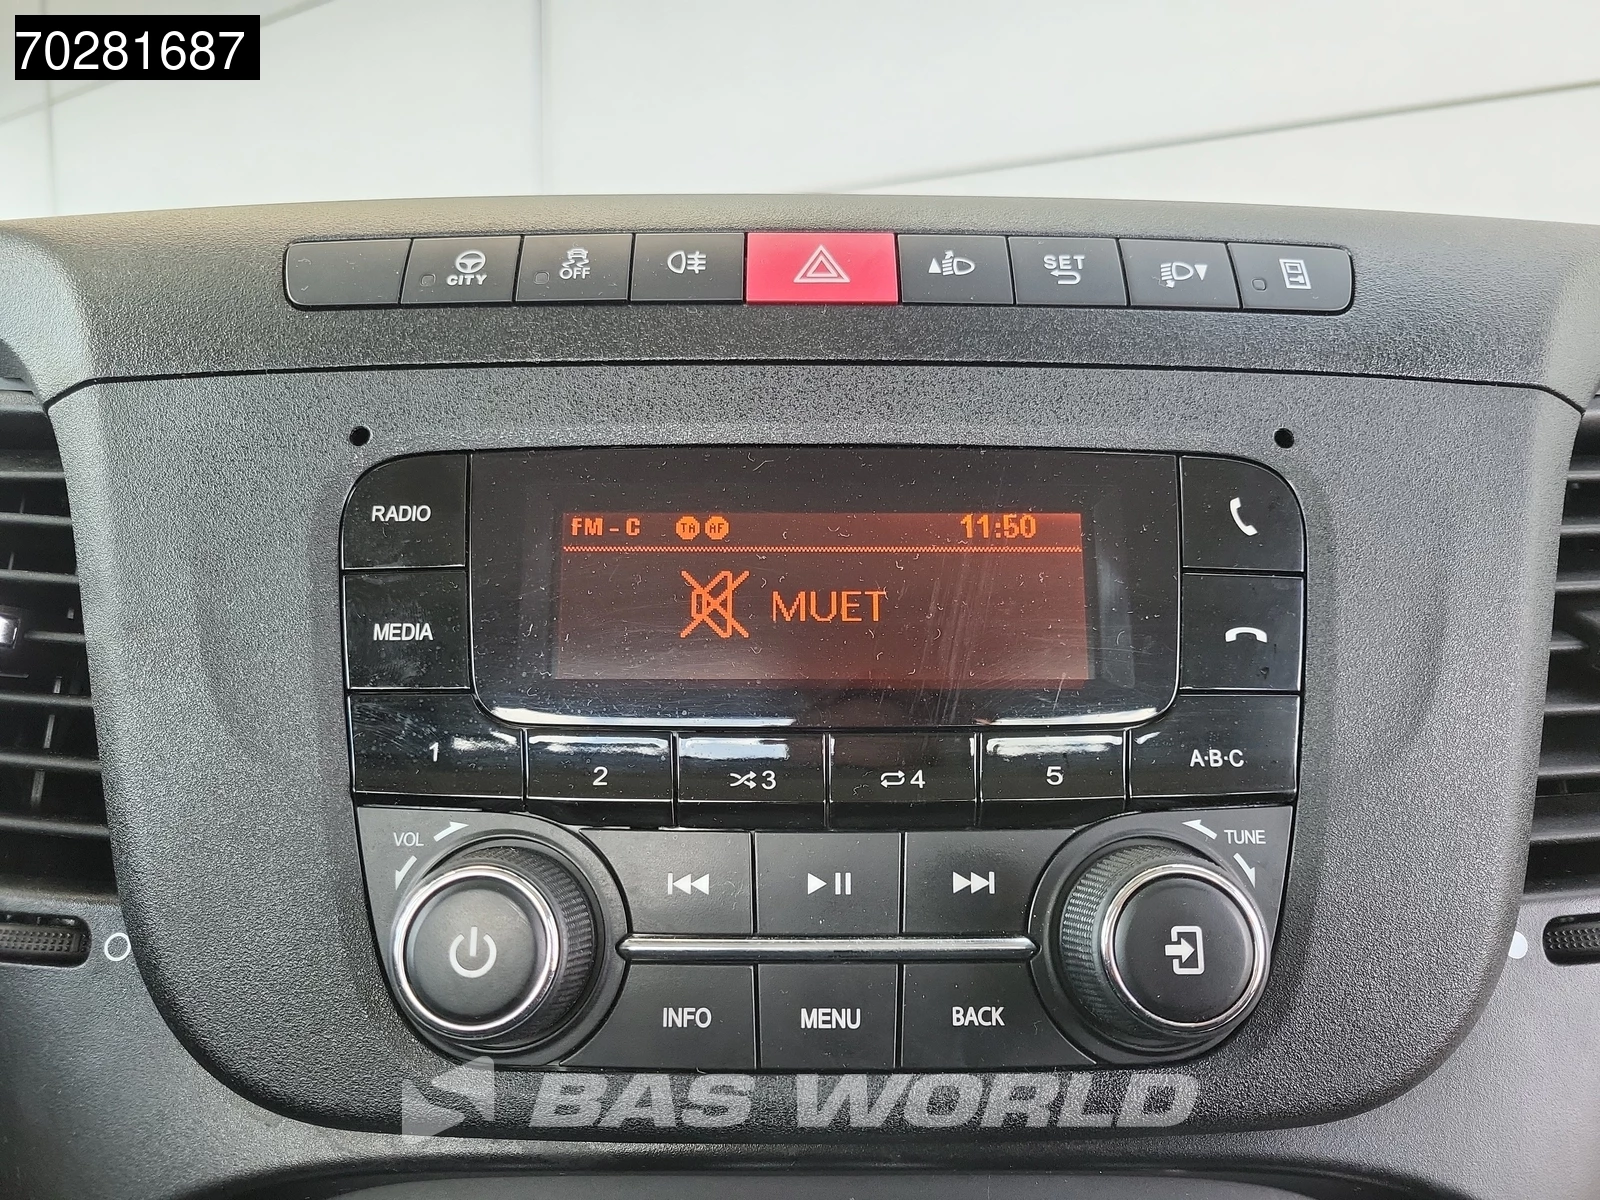 70281687
CITY
OFF
SET
RADIO
FM - C TA AF 11:50
MEDIA
MUET
1 2 3 4 5 A·B·C
VOL
TUNE
INFO MENU BACK
BAS WORLD